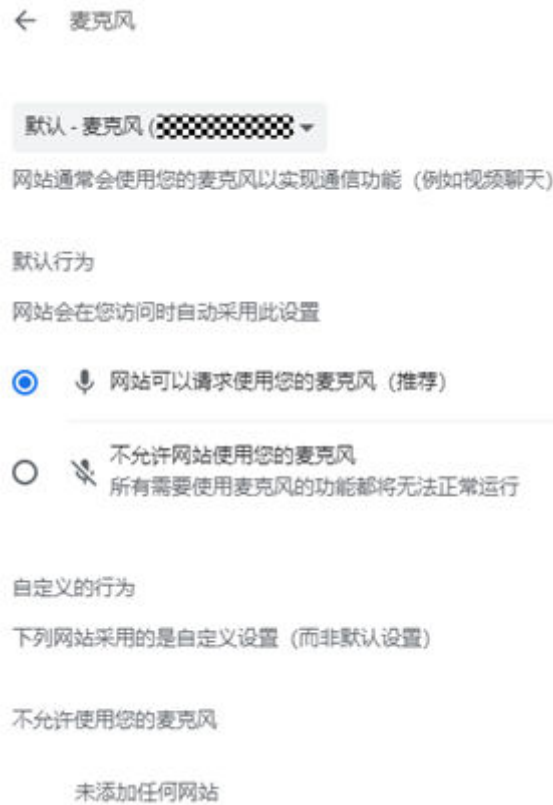 麦克风
默认 - 麦克风 (
网站通常会使用您的麦克风以实现通信功能（例如视频聊天）
默认行为
网站会在您访问时自动采用此设置
网站可以请求使用您的麦克风（推荐）
不允许网站使用您的麦克风
所有需要使用麦克风的功能都将无法正常运行
自定义的行为
下列网站采用的是自定义设置（而非默认设置）
不允许使用您的麦克风
未添加任何网站